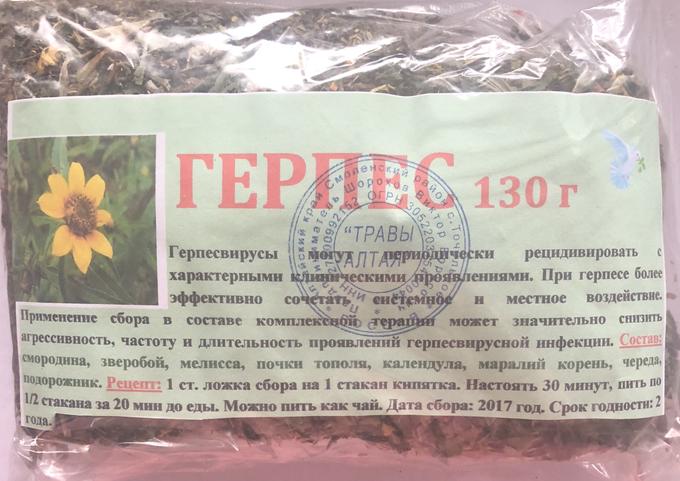 ГЕРПЕС 130 г
"ТРАВЫ
АЛТАЯ"
Герпесвирусы могут периодически рецидивировать с
характерными клиническими проявлениями. При герпесе более
эффективно сочетать системное и местное воздействие.
Применение сбора в составе комплексной терапии может значительно снизить
агрессивность, частоту и длительность проявлений герпесвирусной инфекции. Состав:
смородина, зверобой, мелисса, почки тополя, календула, маралий корень, череда,
подорожник. Рецепт: 1 ст. ложка сбора на 1 стакан кипятка. Настоять 30 минут, пить по
1/2 стакана за 20 мин до еды. Можно пить как чай. Дата сбора: 2017 год. Срок годности: 2
года.